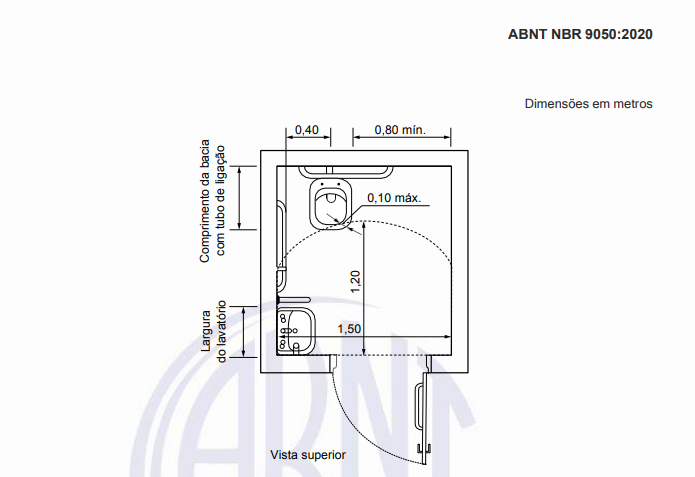 ABNT NBR 9050:2020
Dimensões em metros
0,40
0,80 mín.
Comprimento da bacia
com tubo de ligação
0,10 máx.
1,20
Largura
do lavatório
1,50
ABNT
Vista superior